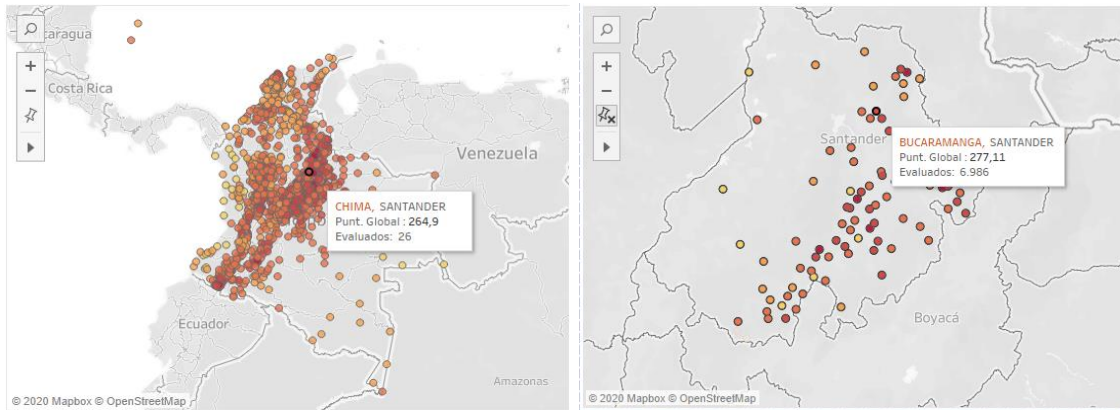 caragua
Costa Rica
Venezuela
CHIMA, SANTANDER
Punt. Global : 264,9
Evaluados: 26
Ecuador
Amazonas
© 2020 Mapbox © OpenStreetMap
Santander
BUCARAMANGA, SANTANDER
Punt. Global : 277,11
Evaluados: 6.986
Boyacá
© 2020 Mapbox © OpenStreetMap